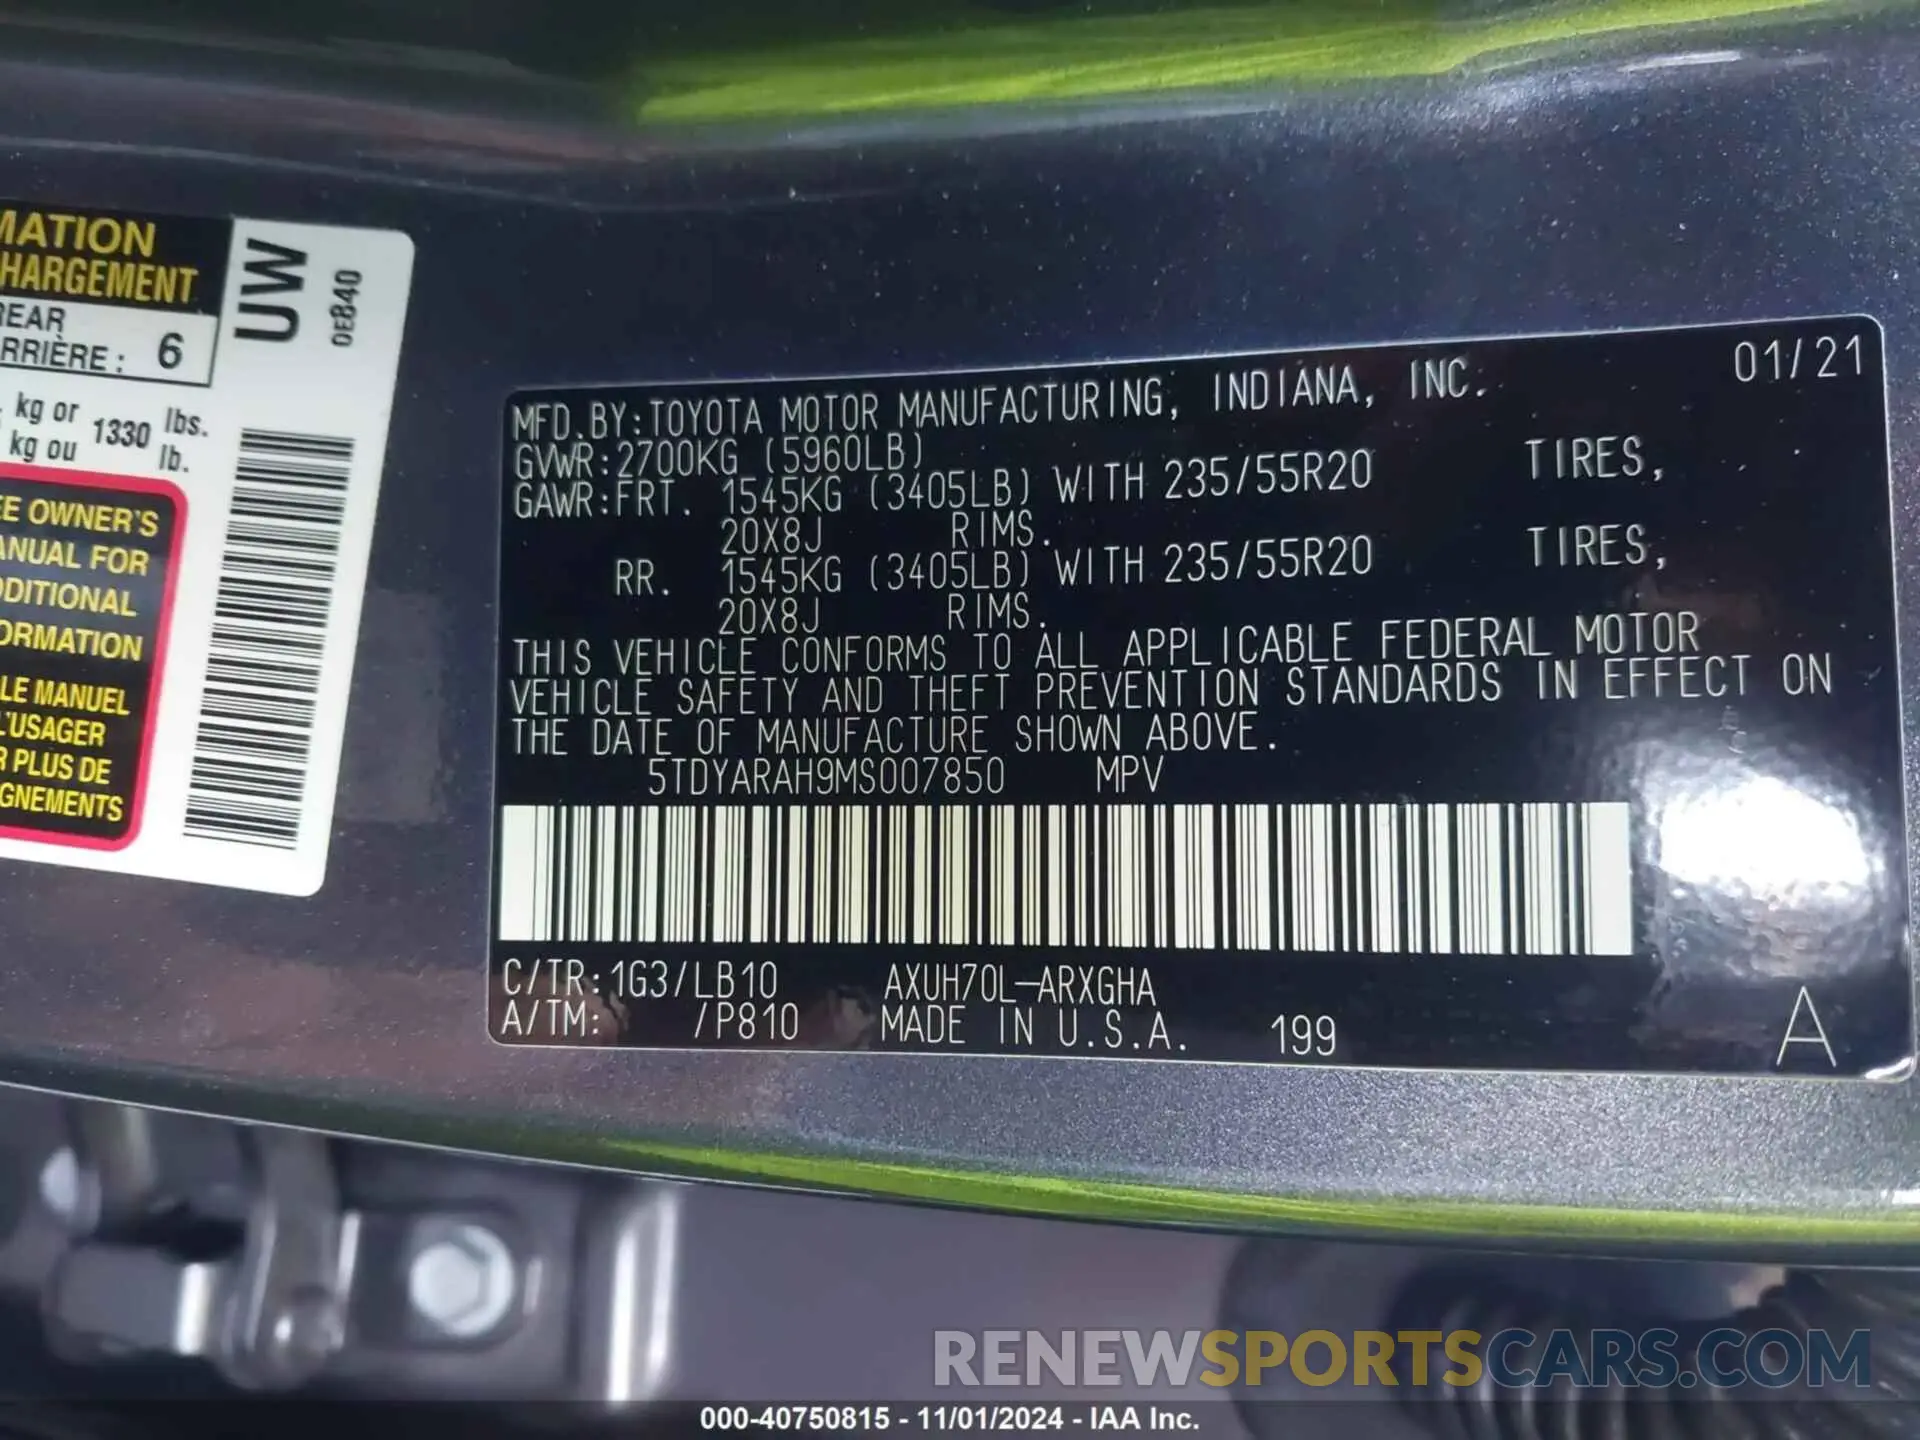 MATION
HARGEMENT
REAR
RRIÈRE: 6
kg or 1330 lbs.
kg ou lb.
EE OWNER'S
ANUAL FOR
DDITIONAL
ORMATION
LE MANUEL
L'USAGER
R PLUS DE
GNEMENTS
UW
0E840
01/21
MFD.BY:TOYOTA MOTOR MANUFACTURING, INDIANA, INC.
GVWR:2700KG (5960LB)
GAWR:FRT. 1545KG (3405LB) WITH 235/55R20 TIRES,
20X8J RIMS.
RR. 1545KG (3405LB) WITH 235/55R20 TIRES,
20X8J RIMS.
THIS VEHICLE CONFORMS TO ALL APPLICABLE FEDERAL MOTOR
VEHICLE SAFETY AND THEFT PREVENTION STANDARDS IN EFFECT ON
THE DATE OF MANUFACTURE SHOWN ABOVE.
5TDYARAH9MS007850 MPV
C/TR:1G3/LB10 AXUH70L-ARXGHA
A/TM: /P810 MADE IN U.S.A. 199 A
RENEWSPORTSCARS.COM
000-40750815 - 11/01/2024 - IAA Inc.